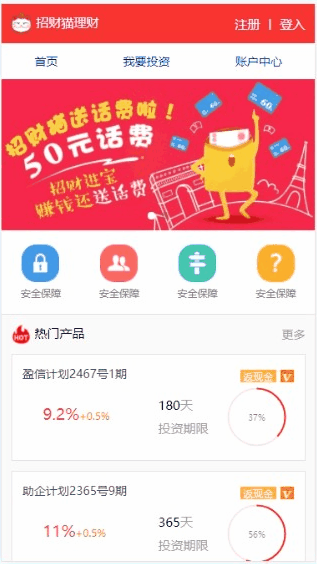 招财猫理财
注册 | 登入
首页 我要投资 账户中心
招财猫送话费啦！
50元话费
招财进宝
赚钱还送话费
安全保障 安全保障 安全保障 安全保障
HOT 热门产品 更多
盈信计划2467号1期
返现金
9.2%+0.5%
180天
投资期限
37%
助企计划2365号9期
返现金
11%+0.5%
365天
投资期限
56%